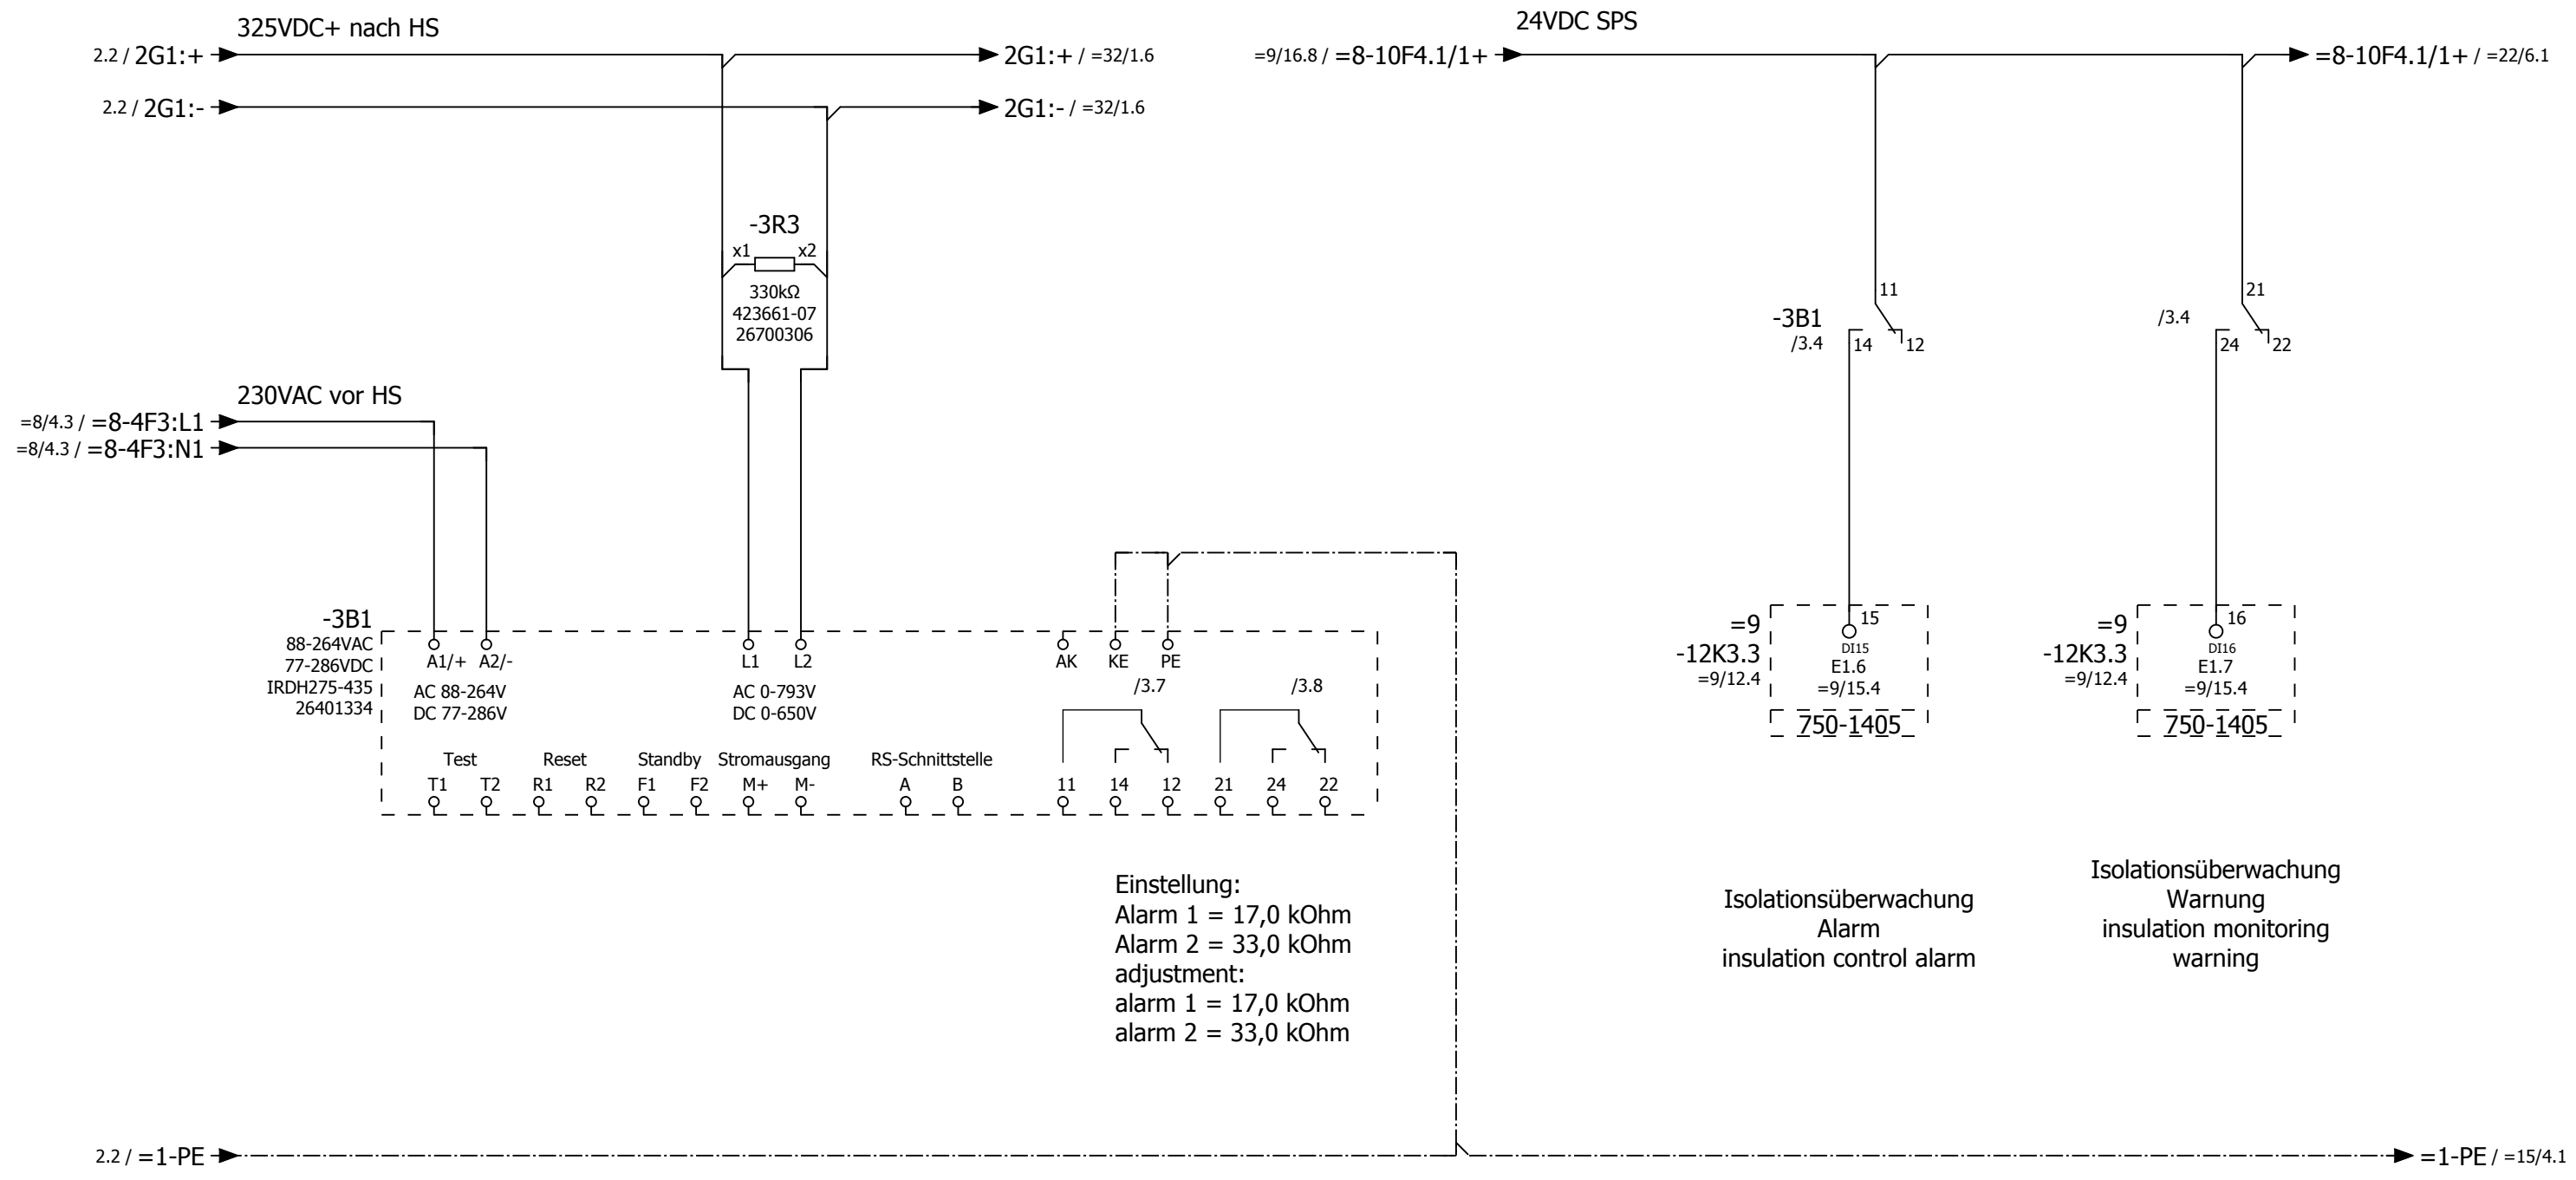 325VDC+ nach HS
24VDC SPS
2.2 / 2G1:+
2G1:+ / =32/1.6
=9/16.8 / =8-10F4.1/1+
=8-10F4.1/1+ / =22/6.1
2.2 / 2G1:-
2G1:- / =32/1.6
-3R3
x1 x2
330kΩ
423661-07
26700306
11
-3B1
/3.4
14 12
21
/3.4
24 22
230VAC vor HS
=8/4.3 / =8-4F3:L1
=8/4.3 / =8-4F3:N1
-3B1
88-264VAC
77-286VDC
IRDH275-435
26401334
A1/+ A2/-
AC 88-264V
DC 77-286V
L1 L2
AC 0-793V
DC 0-650V
AK KE PE
/3.7 /3.8
Test Reset Standby Stromausgang RS-Schnittstelle
T1 T2 R1 R2 F1 F2 M+ M- A B 11 14 12 21 24 22
=9
-12K3.3
=9/12.4
15
DI15
E1.6
=9/15.4
750-1405
=9
-12K3.3
=9/12.4
16
DI16
E1.7
=9/15.4
750-1405
Einstellung:
Alarm 1 = 17,0 kOhm
Alarm 2 = 33,0 kOhm
adjustment:
alarm 1 = 17,0 kOhm
alarm 2 = 33,0 kOhm
Isolationsüberwachung
Alarm
insulation control alarm
Isolationsüberwachung
Warnung
insulation monitoring
warning
2.2 / =1-PE
=1-PE / =15/4.1